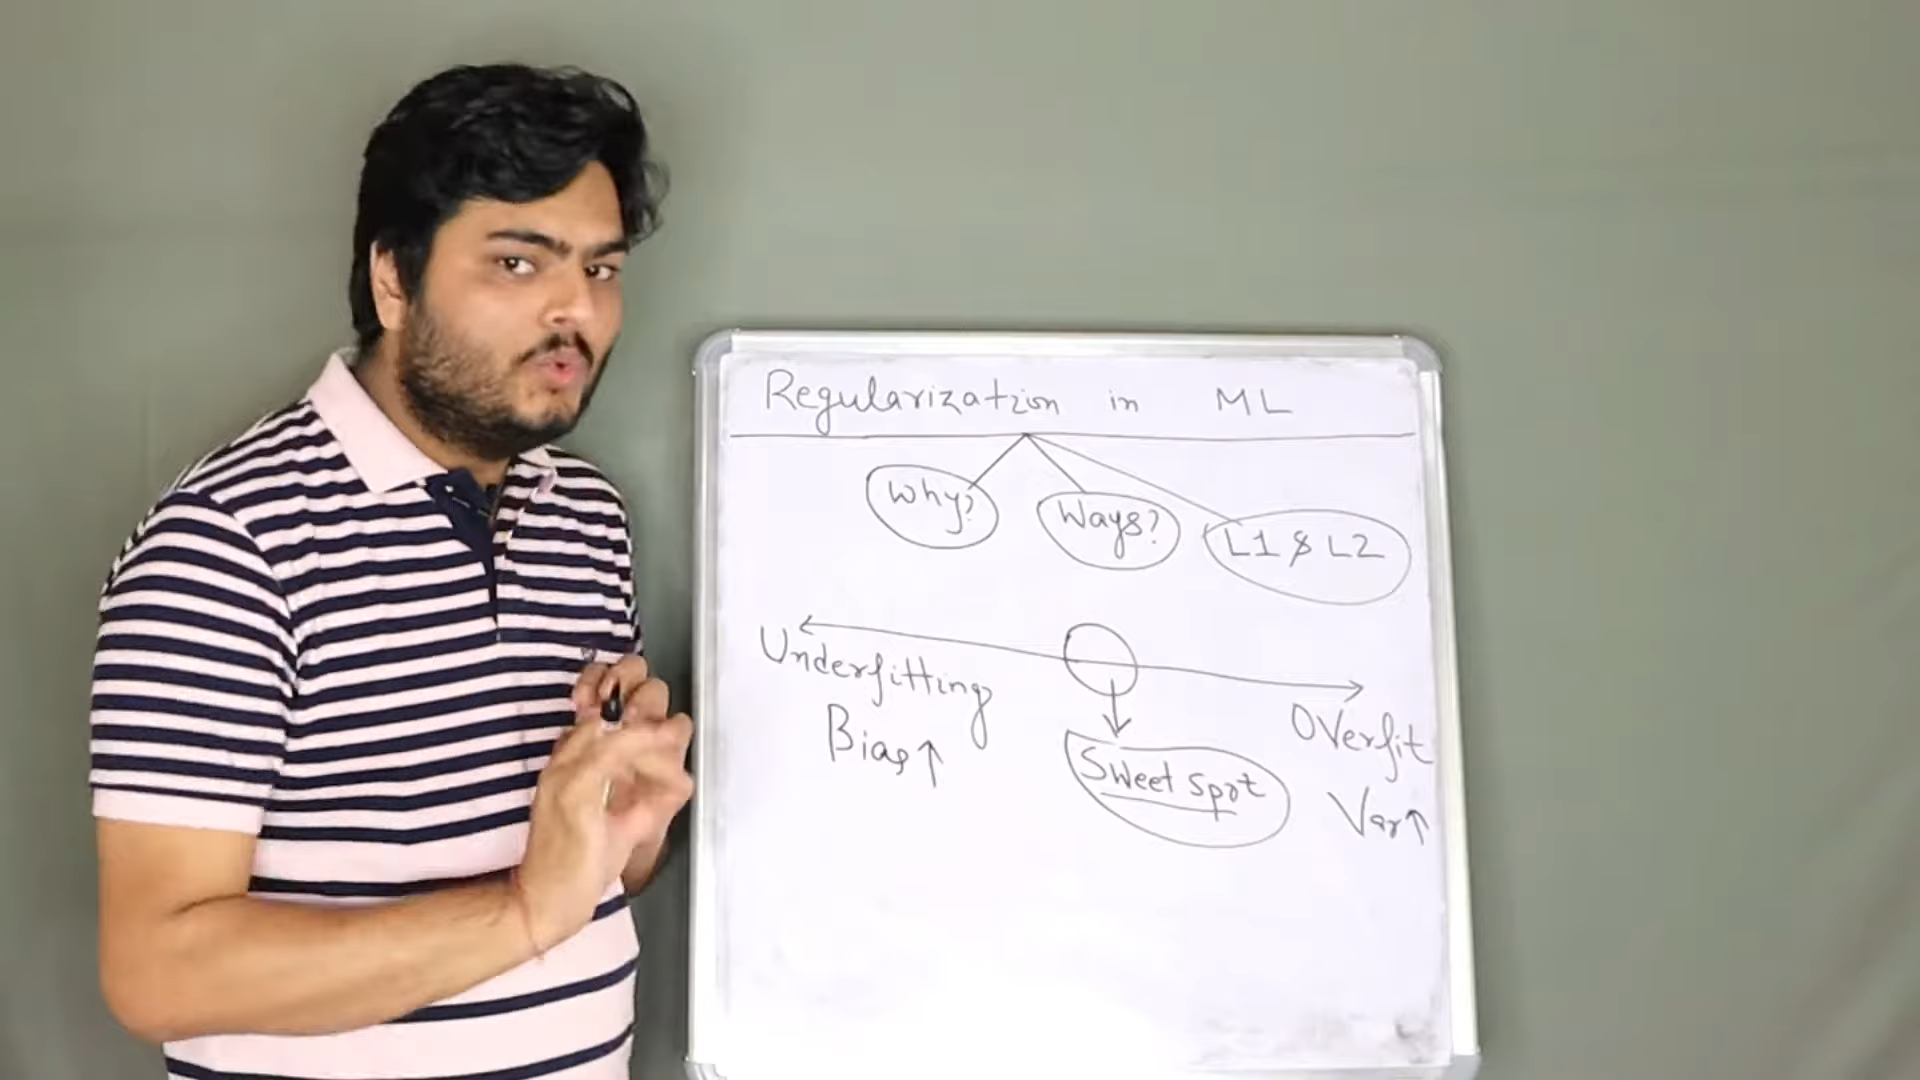 Regularization in ML
Why?
Ways?
L1 & L2
Underfitting
Bias↑
Sweet spot
Overfit
Var↑